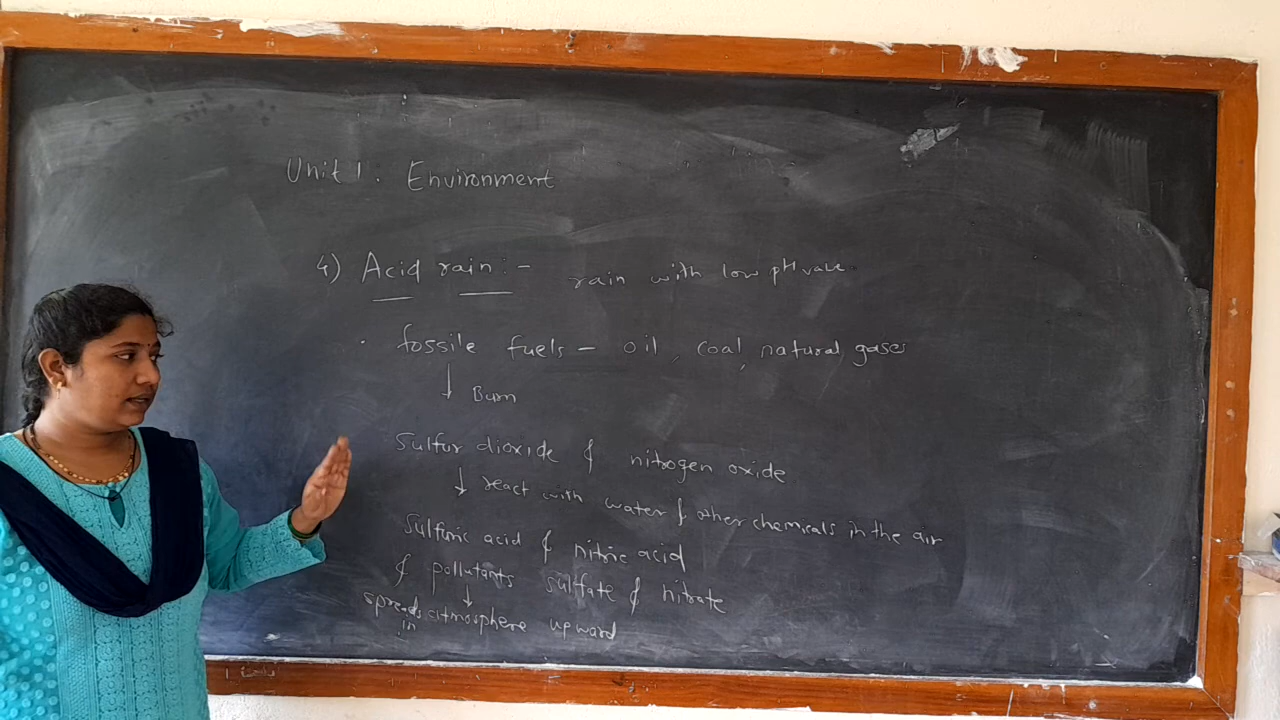 Unit 1. Environment
4) Acid rain :- rain with low pH value.
· fossile fuels - oil, coal, natural gases
↓ Burn
Sulfur dioxide & nitrogen oxide
↓ react with water & other chemicals in the air
Sulfuric acid & nitric acid
& pollutants sulfate & nitrate
↓
spreads in atmosphere upward